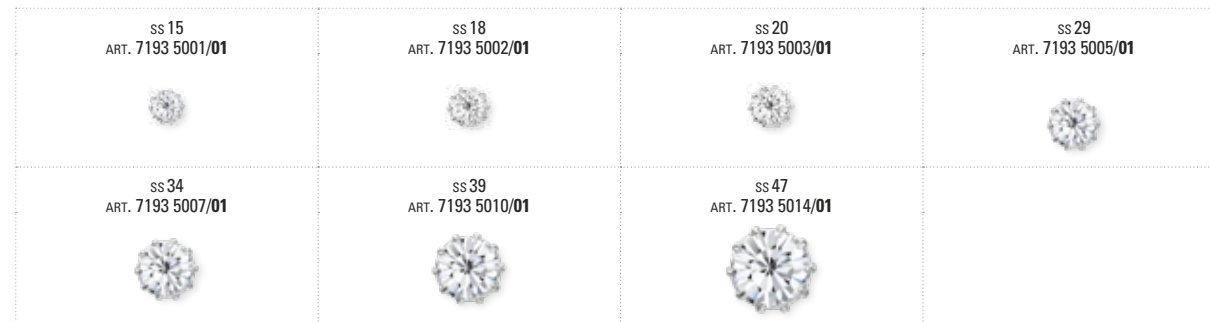 SS 15
ART. 7193 5001/01
SS 18
ART. 7193 5002/01
SS 20
ART. 7193 5003/01
SS 29
ART. 7193 5005/01
SS 34
ART. 7193 5007/01
SS 39
ART. 7193 5010/01
SS 47
ART. 7193 5014/01